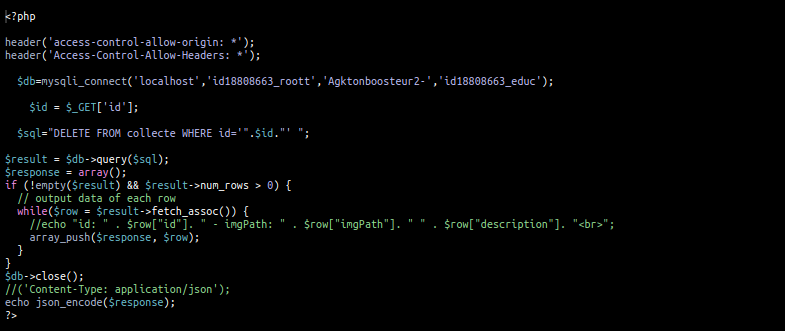 <?php
header('access-control-allow-origin: *');
header('Access-Control-Allow-Headers: *');
$db=mysqli_connect('localhost','id18808663_roott','Agktonboosteur2-','id18808663_educ');
$id = $_GET['id'];
$sql="DELETE FROM collecte WHERE id='".$id."' ";
$result = $db->query($sql);
$response = array();
if (!empty($result) && $result->num_rows > 0) {
// output data of each row
while($row = $result->fetch_assoc()) {
//echo "id: " . $row["id"]. " - imgPath: " . $row["imgPath"]. " " . $row["description"]. "<br>";
array_push($response, $row);
}
}
$db->close();
//('Content-Type: application/json');
echo json_encode($response);
?>